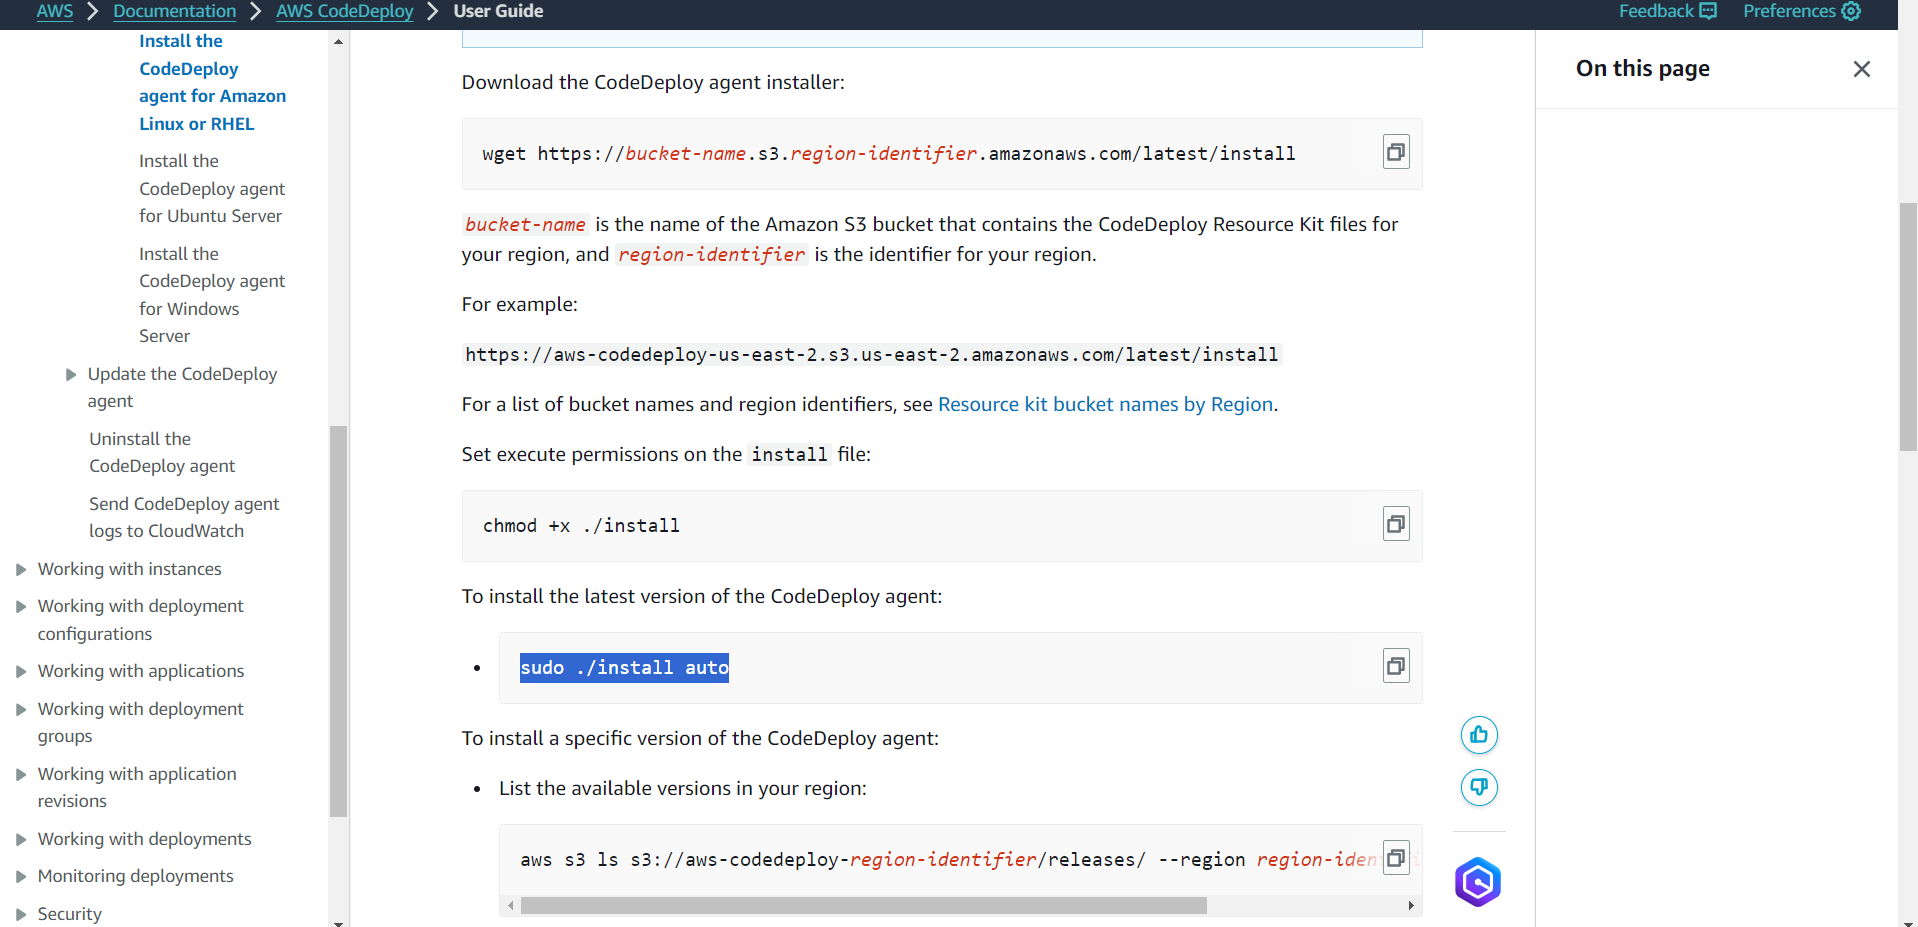 AWS > Documentation > AWS CodeDeploy > User Guide
Feedback
Preferences
Install the
CodeDeploy
agent for Amazon
Linux or RHEL
Install the
CodeDeploy agent
for Ubuntu Server
Install the
CodeDeploy agent
for Windows
Server
Update the CodeDeploy
agent
Uninstall the
CodeDeploy agent
Send CodeDeploy agent
logs to CloudWatch
Working with instances
Working with deployment
configurations
Working with applications
Working with deployment
groups
Working with application
revisions
Working with deployments
Monitoring deployments
Security
Download the CodeDeploy agent installer:
wget https://bucket-name.s3.region-identifier.amazonaws.com/latest/install
bucket-name is the name of the Amazon S3 bucket that contains the CodeDeploy Resource Kit files for
your region, and region-identifier is the identifier for your region.
For example:
https://aws-codedeploy-us-east-2.s3.us-east-2.amazonaws.com/latest/install
For a list of bucket names and region identifiers, see Resource kit bucket names by Region.
Set execute permissions on the install file:
chmod +x ./install
To install the latest version of the CodeDeploy agent:
• sudo ./install auto
To install a specific version of the CodeDeploy agent:
• List the available versions in your region:
aws s3 ls s3://aws-codedeploy-region-identifier/releases/ --region region-iden
On this page